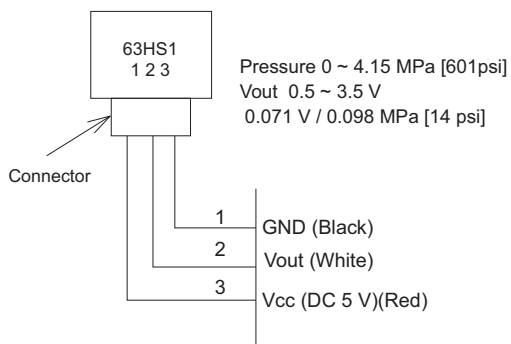 63HS1
1 2 3
Pressure 0 ~ 4.15 MPa [601psi]
Vout 0.5 ~ 3.5 V
0.071 V / 0.098 MPa [14 psi]
Connector
1
GND (Black)
2
Vout (White)
3
Vcc (DC 5 V)(Red)